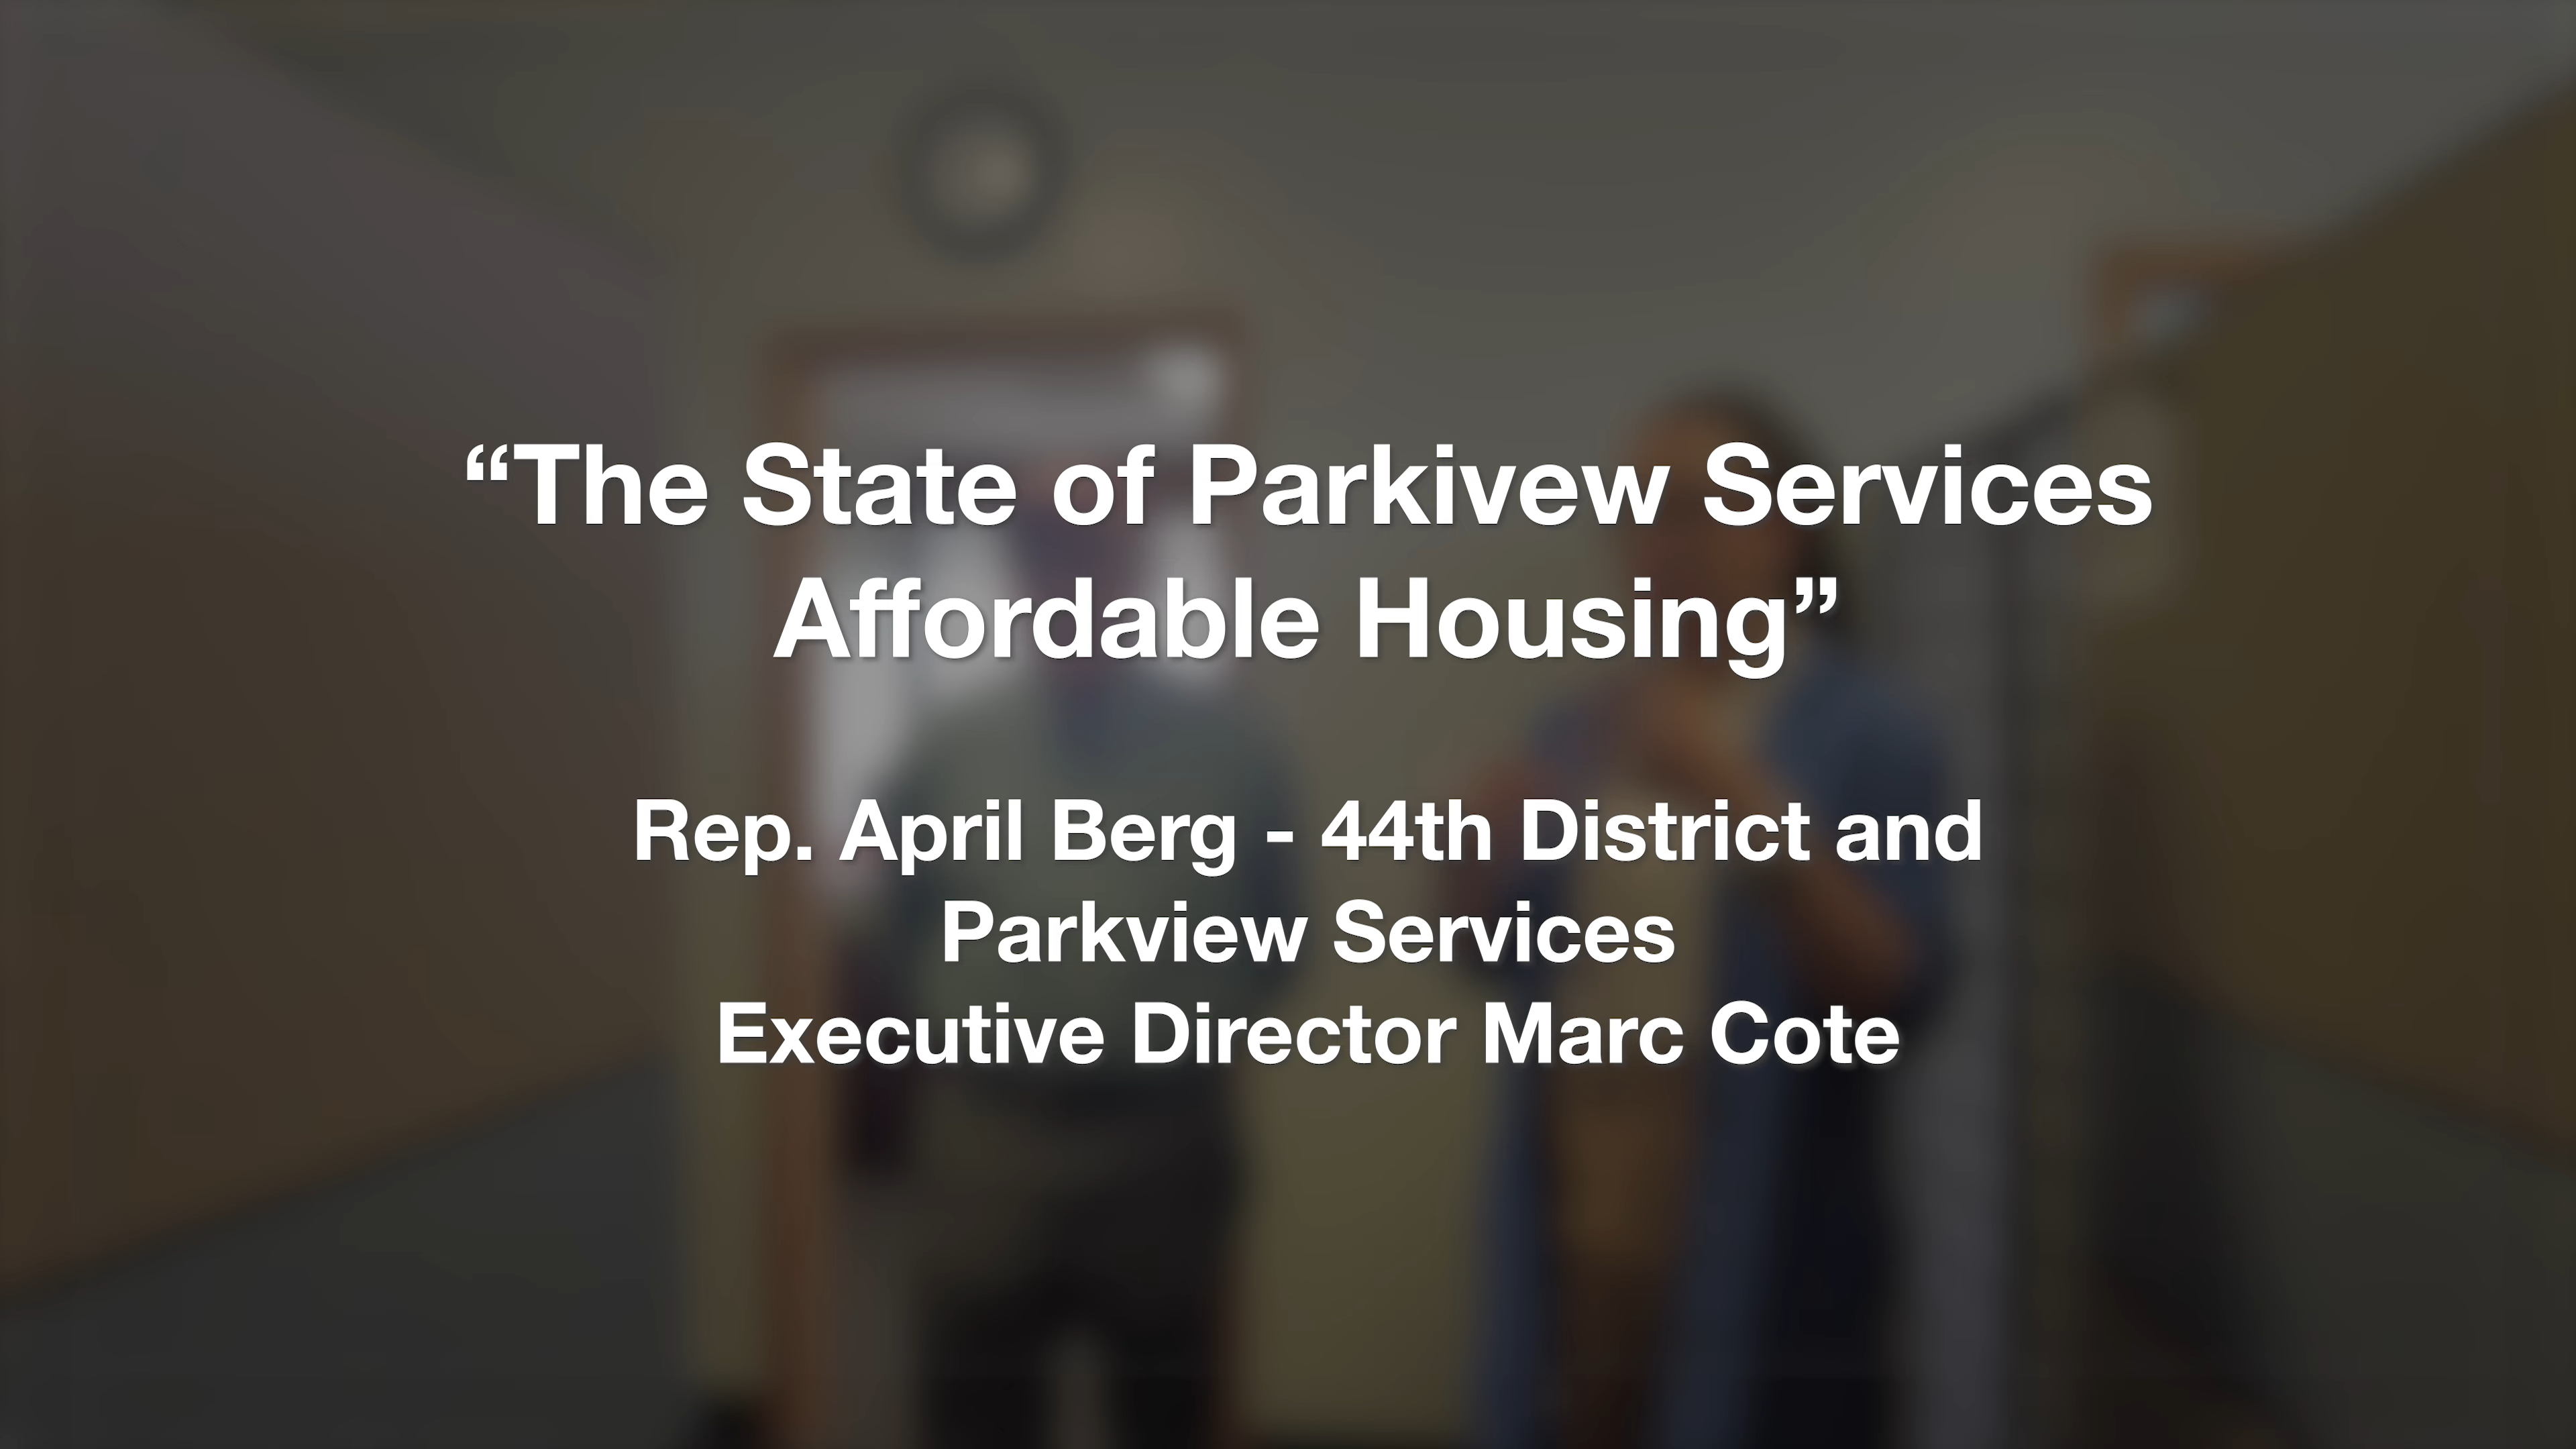 “The State of Parkivew Services
Affordable Housing”
Rep. April Berg - 44th District and
Parkview Services
Executive Director Marc Cote